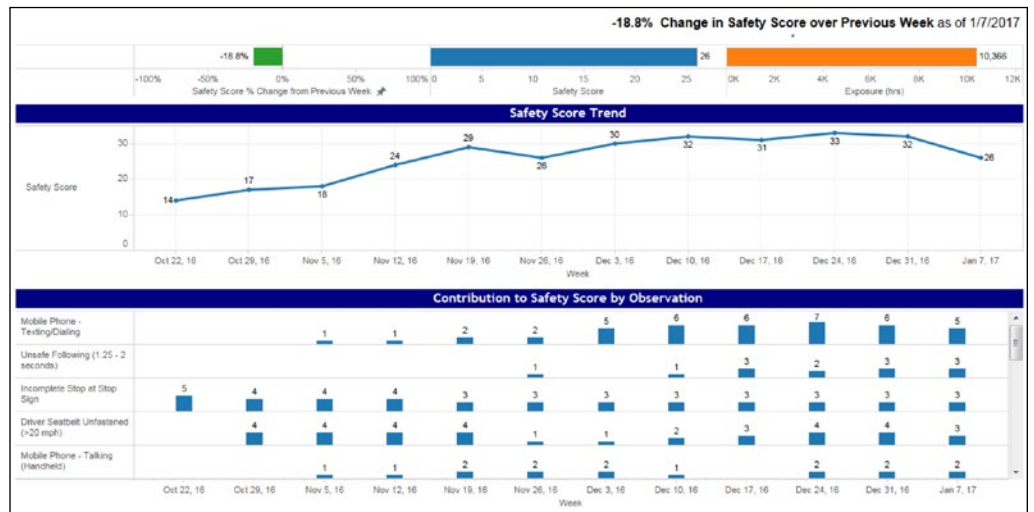 -18.8% Change in Safety Score over Previous Week as of 1/7/2017
-18.8%
26
10,366
-100% -50% 0% 50% 100%
0 5 10 15 20 25
0K 2K 4K 6K 8K 10K 12K
Safety Score % Change from Previous Week
Safety Score
Exposure (hrs)
Safety Score Trend
Safety Score
30
20
10
0
14 17 18 24 29 26 30 32 31 33 32 26
Oct 22, 16 Oct 29, 16 Nov 5, 16 Nov 12, 16 Nov 19, 16 Nov 26, 16 Dec 3, 16 Dec 10, 16 Dec 17, 16 Dec 24, 16 Dec 31, 16 Jan 7, 17
Week
Contribution to Safety Score by Observation
Mobile Phone -
Texting/Dialing
1 1 2 2 5 6 6 7 6 5
Unsafe Following (1.25 - 2
seconds)
1 1 3 2 3 3
Incomplete Stop at Stop
Sign
5 4 4 4 3 3 3 3 3 3 3 3
Driver Seatbelt Unfastened
(>20 mph)
4 4 4 4 1 1 2 3 4 4 3
Mobile Phone - Talking
(Handheld)
1 1 2 2 2 1 2 2 2
Oct 22, 16 Oct 29, 16 Nov 5, 16 Nov 12, 16 Nov 19, 16 Nov 26, 16 Dec 3, 16 Dec 10, 16 Dec 17, 16 Dec 24, 16 Dec 31, 16 Jan 7, 17
Week